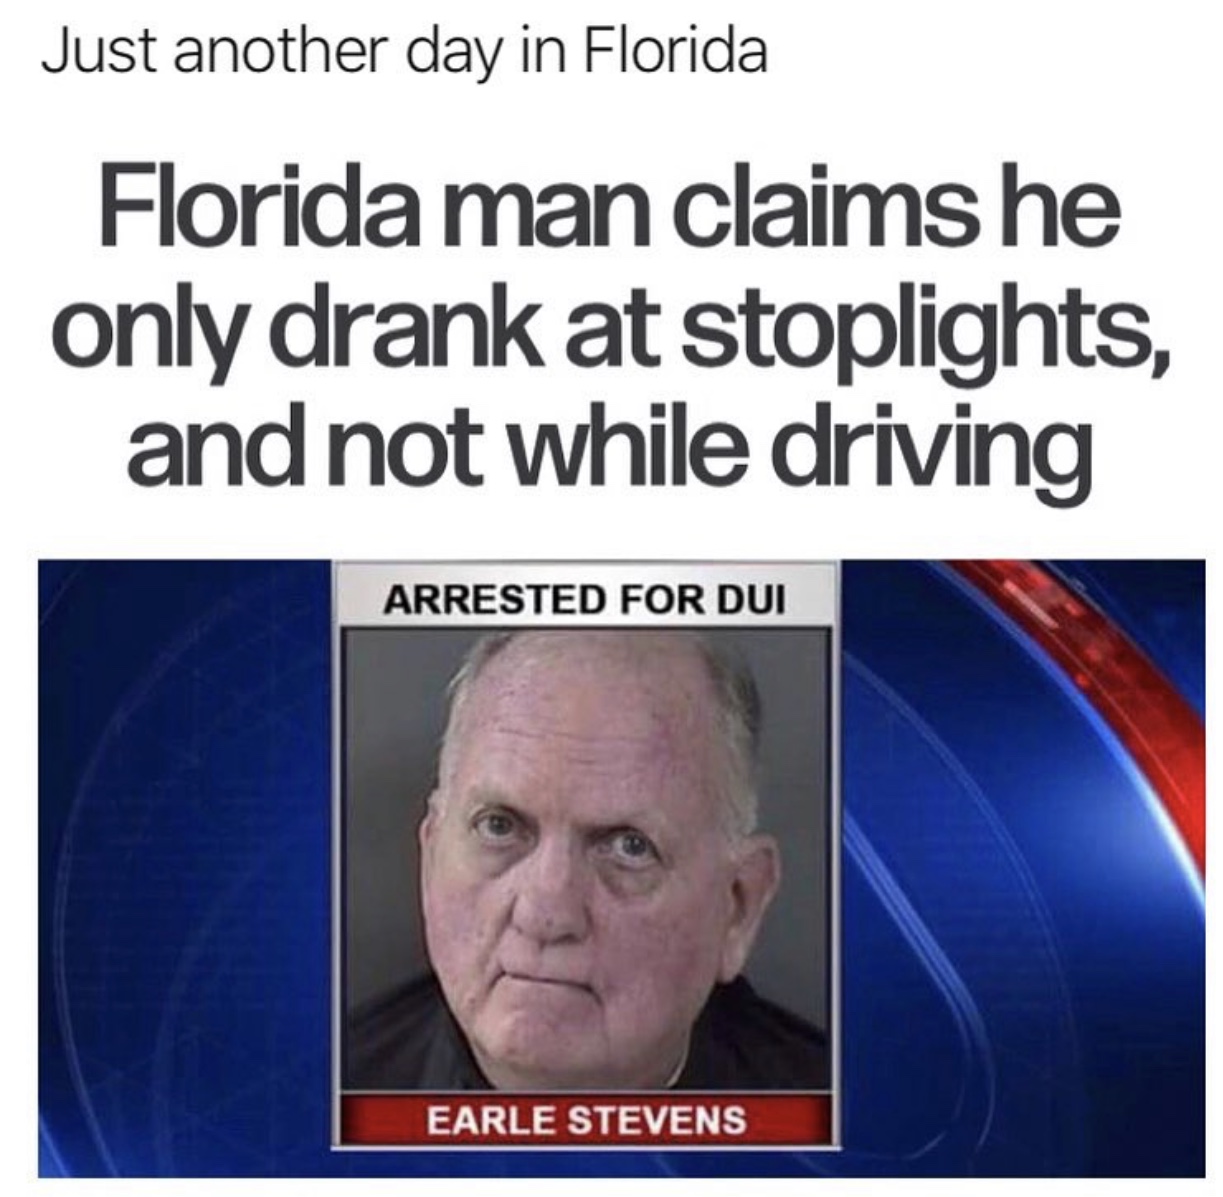 Just another day in Florida
Florida man claims he
only drank at stoplights,
and not while driving
ARRESTED FOR DUI
EARLE STEVENS